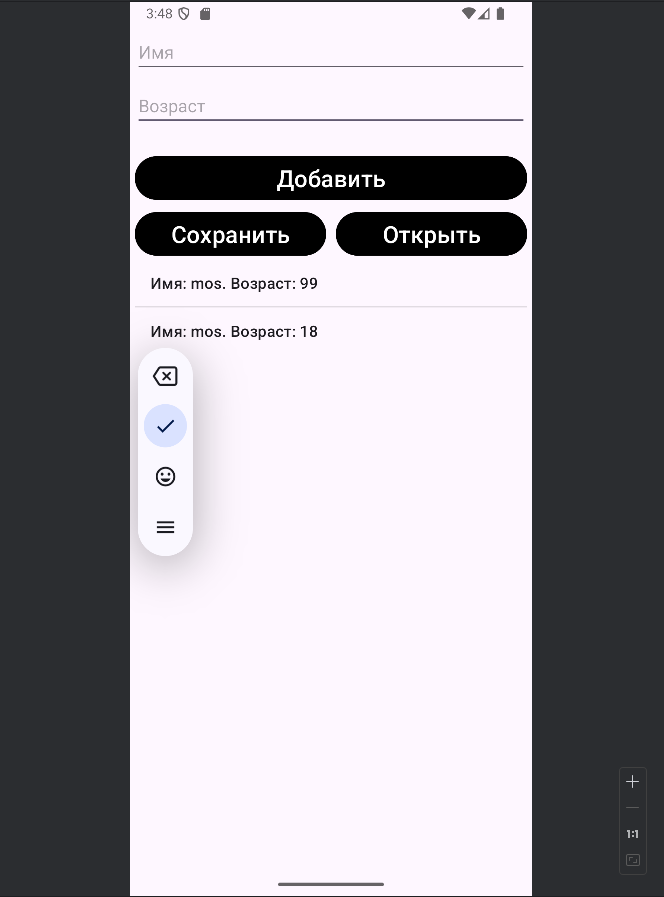 3:48
Имя
Возраст
Добавить
Сохранить Открыть
Имя: mos. Возраст: 99
Имя: mos. Возраст: 18
1:1